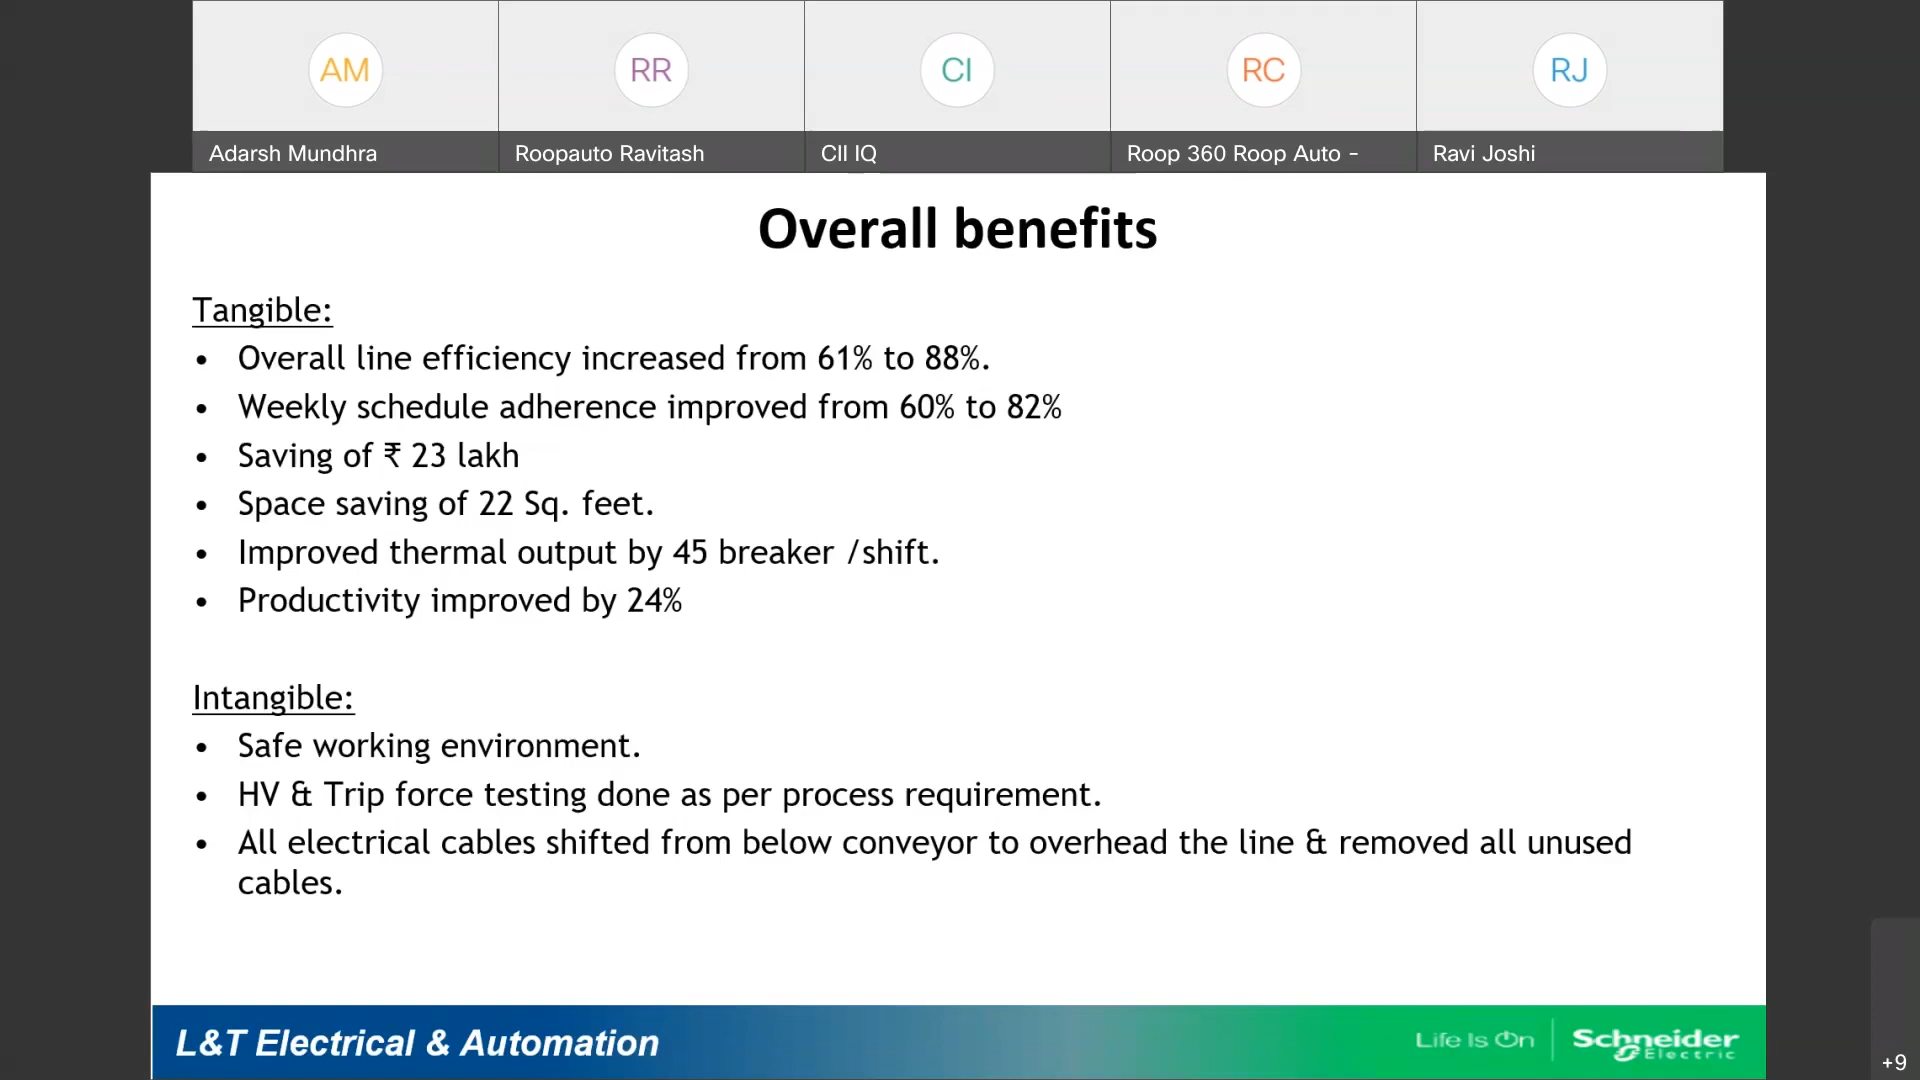 AM
RR
CI
RC
RJ
Adarsh Mundhra
Roopauto Ravitash
CII IQ
Roop 360 Roop Auto -
Ravi Joshi
Overall benefits
Tangible:
• Overall line efficiency increased from 61% to 88%.
• Weekly schedule adherence improved from 60% to 82%
• Saving of ₹ 23 lakh
• Space saving of 22 Sq. feet.
• Improved thermal output by 45 breaker /shift.
• Productivity improved by 24%
Intangible:
• Safe working environment.
• HV & Trip force testing done as per process requirement.
• All electrical cables shifted from below conveyor to overhead the line & removed all unused
cables.
L&T Electrical & Automation
Life Is On
Schneider
Electric
+9